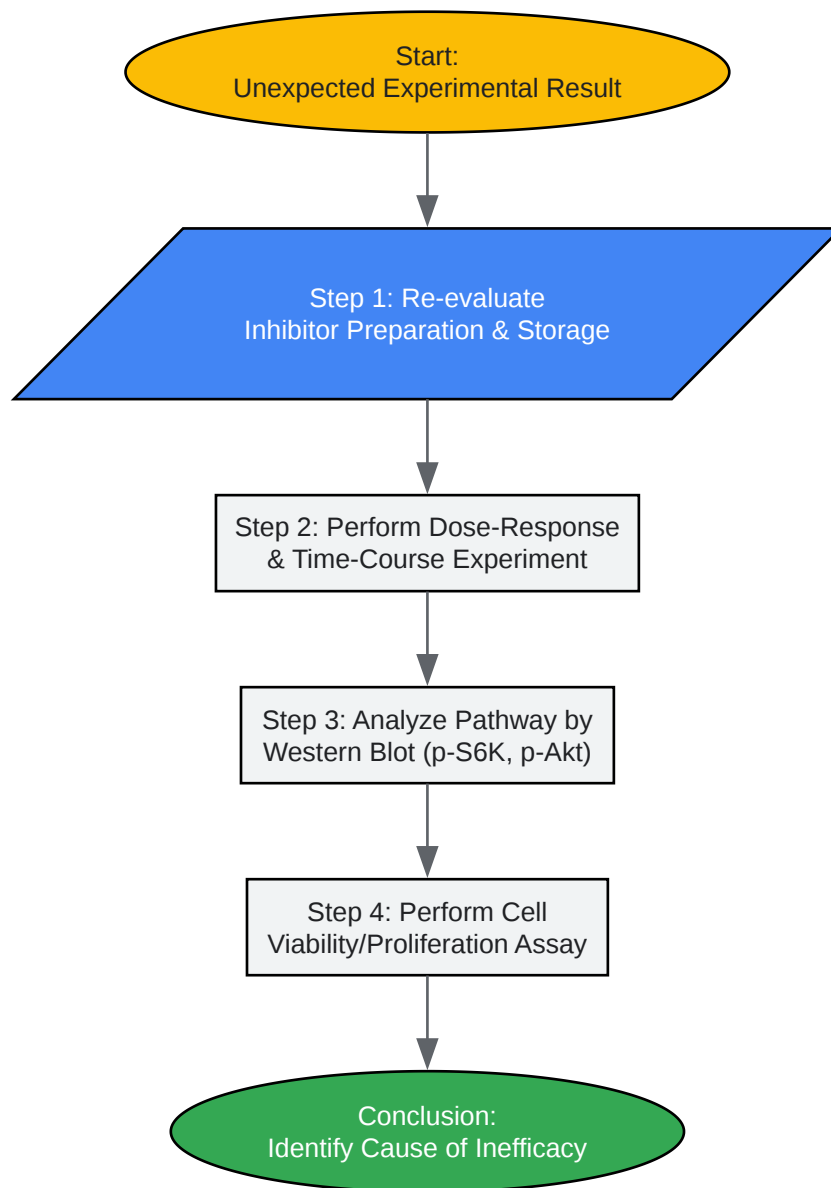 Start:
Unexpected Experimental Result
Step 1: Re-evaluate
Inhibitor Preparation & Storage
Step 2: Perform Dose-Response
& Time-Course Experiment
Step 3: Analyze Pathway by
Western Blot (p-S6K, p-Akt)
Step 4: Perform Cell
Viability/Proliferation Assay
Conclusion:
Identify Cause of Inefficacy